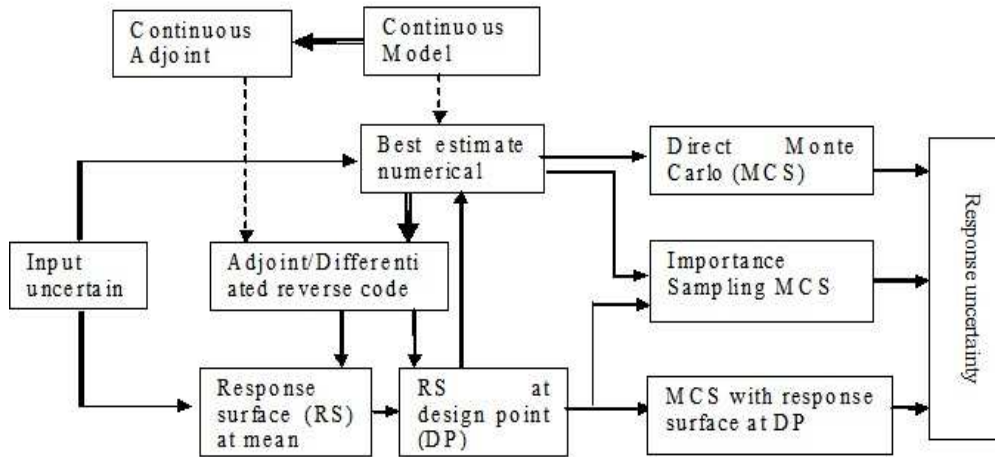 Continuous
Adjoint
Continuous
Model
Best estimate
numerical
Direct Monte
Carlo (MCS)
Input
uncertain
Adjoint/Differenti
ated reverse code
Importance
Sampling MCS
Response uncertainty
Response
surface (RS)
at mean
RS at
design point
(DP)
MCS with response
surface at DP